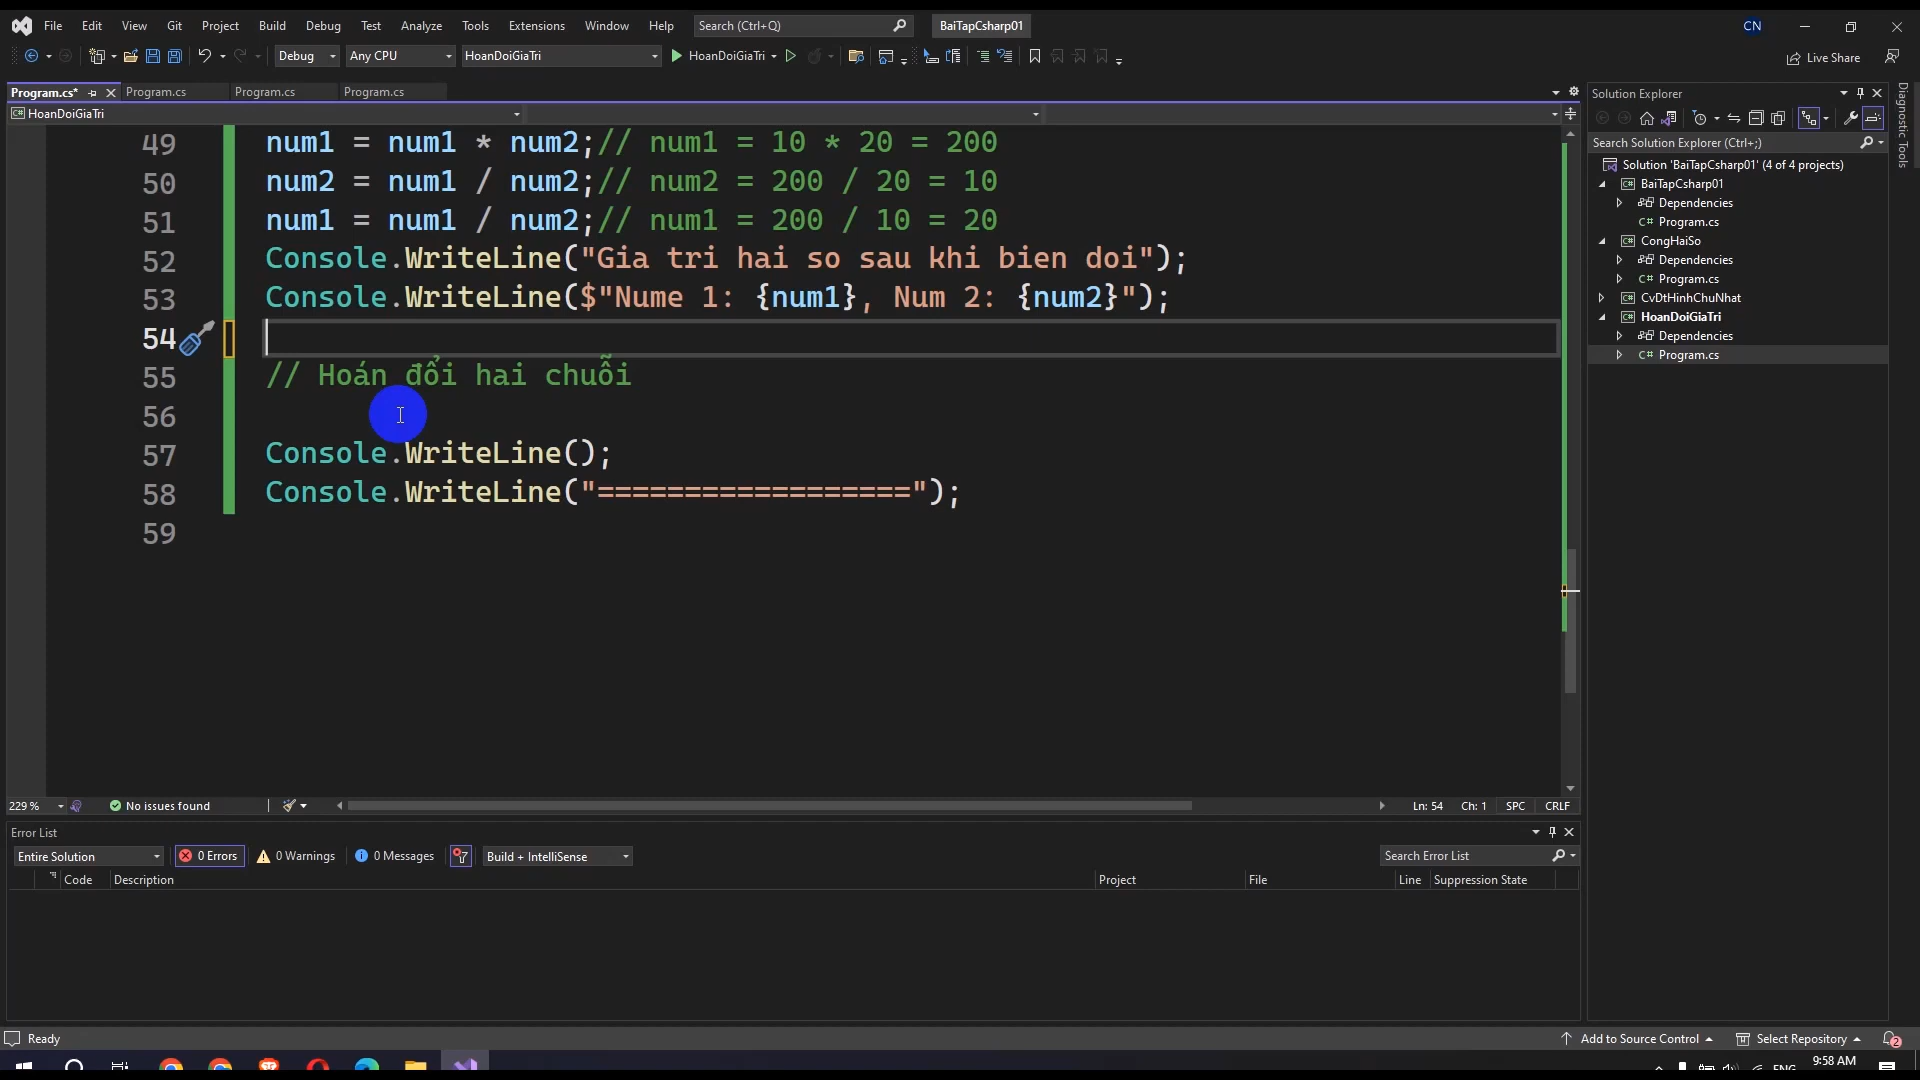 File Edit View Git Project Build Debug Test Analyze Tools Extensions Window Help Search (Ctrl+Q) BaiTapCsharp01 CN
Debug Any CPU HoanDoiGiaTri HoanDoiGiaTri Live Share
Program.cs* Program.cs Program.cs Program.cs
HoanDoiGiaTri
49 num1 = num1 * num2;// num1 = 10 * 20 = 200
50 num2 = num1 / num2;// num2 = 200 / 20 = 10
51 num1 = num1 / num2;// num1 = 200 / 10 = 20
52 Console.WriteLine("Gia tri hai so sau khi bien doi");
53 Console.WriteLine($"Nume 1: {num1}, Num 2: {num2}");
54
55 // Hoán đổi hai chuỗi
56
57 Console.WriteLine();
58 Console.WriteLine("==================");
59
229 % No issues found Ln: 54 Ch: 1 SPC CRLF
Error List
Entire Solution 0 Errors 0 Warnings 0 Messages Build + IntelliSense Search Error List
Code Description Project File Line Suppression State
Solution Explorer
Search Solution Explorer (Ctrl+;)
Solution 'BaiTapCsharp01' (4 of 4 projects)
BaiTapCsharp01
Dependencies
C# Program.cs
CongHaiSo
Dependencies
C# Program.cs
CvDtHinhChuNhat
HoanDoiGiaTri
Dependencies
C# Program.cs
Diagnostic Tools
Ready Add to Source Control Select Repository 2
9:58 AM
ENG